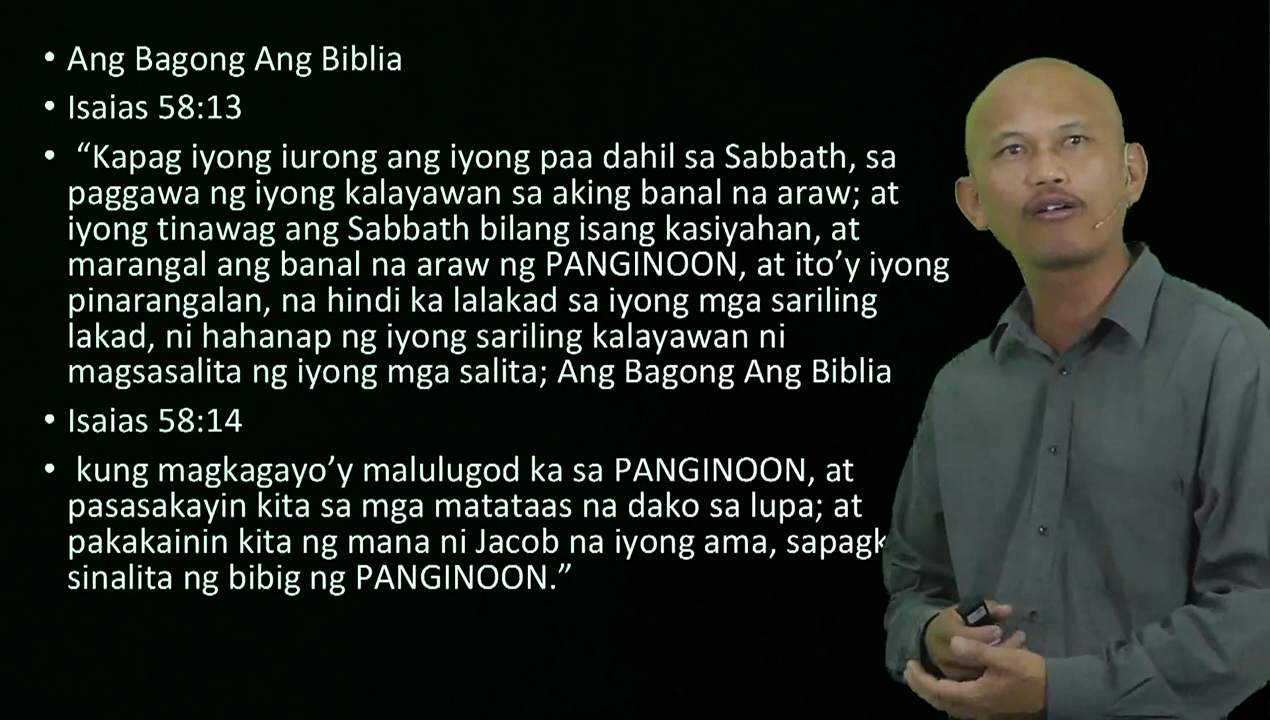 • Ang Bagong Ang Biblia
• Isaias 58:13
• “Kapag iyong iurong ang iyong paa dahil sa Sabbath, sa
paggawa ng iyong kalayawan sa aking banal na araw; at
iyong tinawag ang Sabbath bilang isang kasiyahan, at
marangal ang banal na araw ng PANGINOON, at ito’y iyong
pinarangalan, na hindi ka lalakad sa iyong mga sariling
lakad, ni hahanap ng iyong sariling kalayawan ni
magsasalita ng iyong mga salita; Ang Bagong Ang Biblia
• Isaias 58:14
• kung magkagayo’y malulugod ka sa PANGINOON, at
pasasakayin kita sa mga matataas na dako sa lupa; at
pakakainin kita ng mana ni Jacob na iyong ama,
sinalita ng bibig ng PANGINOON.”